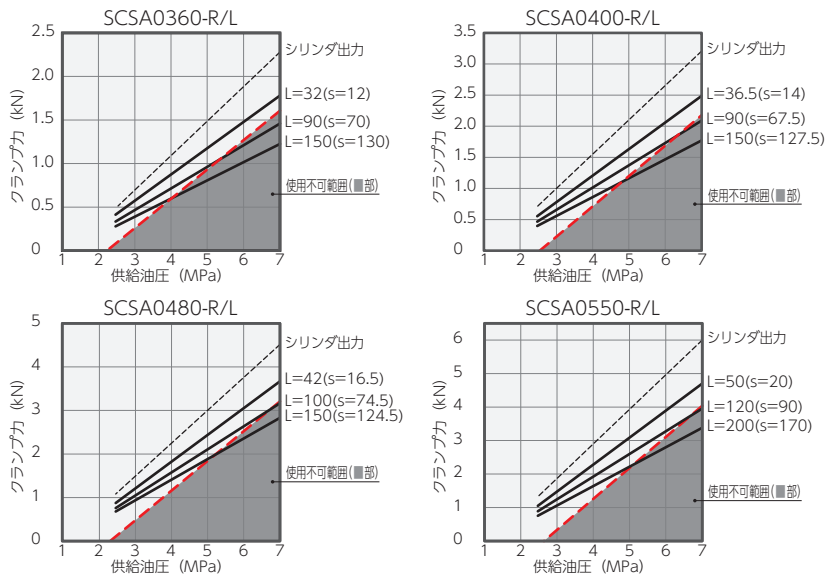 SCSA0360-R/L
クランプ力 (kN)
2.5
2.0
1.5
1.0
0.5
0
1 2 3 4 5 6 7
供給油圧 (MPa)
シリンダ出力
L=32(s=12)
L=90(s=70)
L=150(s=130)
使用不可範囲(■部)
SCSA0400-R/L
クランプ力 (kN)
3.5
3.0
2.5
2.0
1.5
1.0
0.5
0
1 2 3 4 5 6 7
供給油圧 (MPa)
シリンダ出力
L=36.5(s=14)
L=90(s=67.5)
L=150(s=127.5)
使用不可範囲(■部)
SCSA0480-R/L
クランプ力 (kN)
5
4
3
2
1
0
1 2 3 4 5 6 7
供給油圧 (MPa)
シリンダ出力
L=42(s=16.5)
L=100(s=74.5)
L=150(s=124.5)
使用不可範囲(■部)
SCSA0550-R/L
クランプ力 (kN)
6
5
4
3
2
1
0
1 2 3 4 5 6 7
供給油圧 (MPa)
シリンダ出力
L=50(s=20)
L=120(s=90)
L=200(s=170)
使用不可範囲(■部)